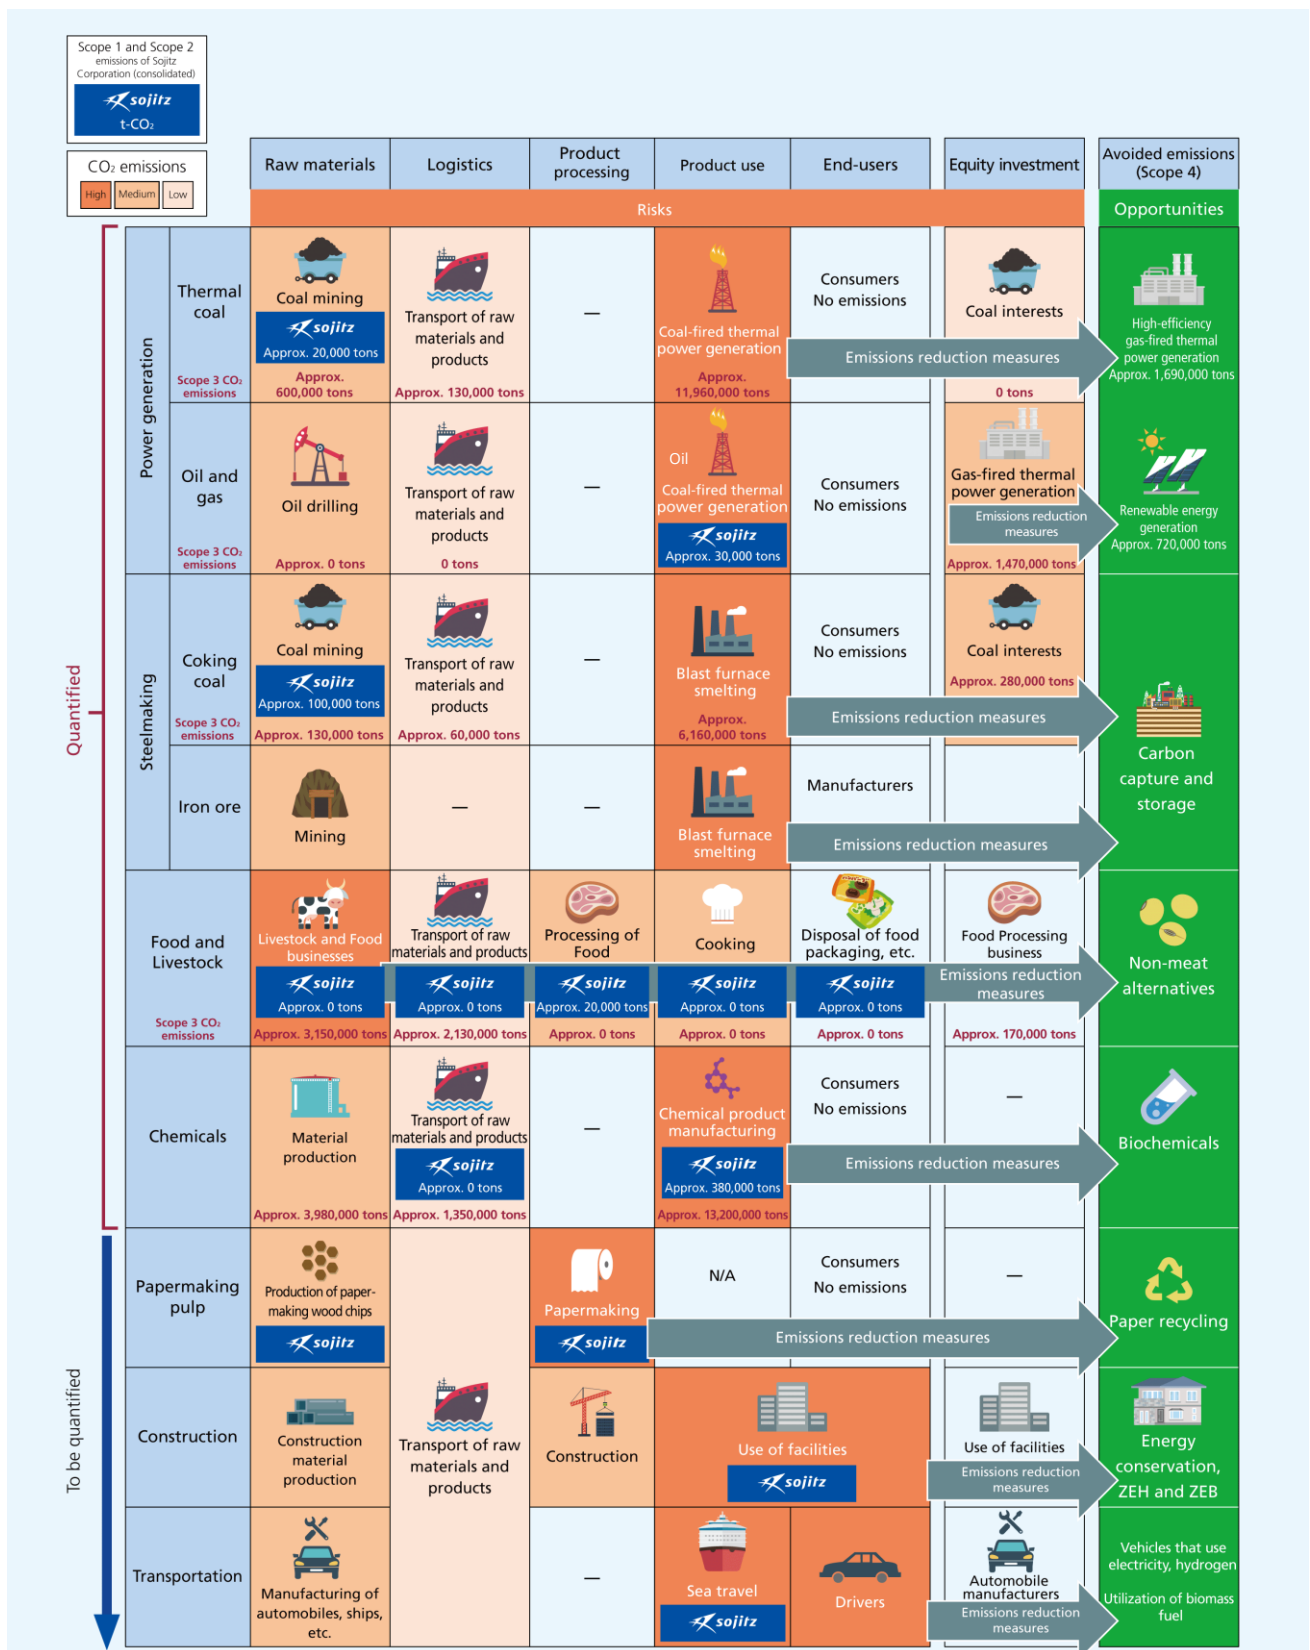 Scope 1 and Scope 2
emissions of Sojitz
Corporation (consolidated)
sojitz
t-CO₂
CO₂ emissions
High
Medium
Low
Raw materials
Logistics
Product
processing
Product use
End-users
Equity investment
Avoided emissions
(Scope 4)
Risks
Opportunities
Quantified
To be quantified
Power generation
Thermal
coal
Scope 3 CO₂
emissions
Coal mining
sojitz
Approx. 20,000 tons
Approx.
600,000 tons
Transport of raw
materials and
products
Approx. 130,000 tons
—
Coal-fired thermal
power generation
Approx.
11,960,000 tons
Consumers
No emissions
Emissions reduction measures
Coal interests
0 tons
High-efficiency
gas-fired thermal
power generation
Approx. 1,690,000 tons
Oil and
gas
Scope 3 CO₂
emissions
Oil drilling
Approx. 0 tons
Transport of raw
materials and
products
0 tons
—
Oil
Coal-fired thermal
power generation
sojitz
Approx. 30,000 tons
Consumers
No emissions
Gas-fired thermal
power generation
Emissions reduction
measures
Approx. 1,470,000 tons
Renewable energy
generation
Approx. 720,000 tons
Steelmaking
Coking
coal
Scope 3 CO₂
emissions
Coal mining
sojitz
Approx. 100,000 tons
Approx. 130,000 tons
Transport of raw
materials and
products
Approx. 60,000 tons
—
Blast furnace
smelting
Approx.
6,160,000 tons
Consumers
No emissions
Emissions reduction measures
Coal interests
Approx. 280,000 tons
Carbon
capture and
storage
Iron ore
Mining
—
—
Blast furnace
smelting
Manufacturers
Emissions reduction measures
Food and
Livestock
Scope 3 CO₂
emissions
Livestock and Food
businesses
sojitz
Approx. 0 tons
Approx. 3,150,000 tons
Transport of raw
materials and products
sojitz
Approx. 0 tons
Approx. 2,130,000 tons
Processing of
Food
sojitz
Approx. 20,000 tons
Approx. 0 tons
Cooking
sojitz
Approx. 0 tons
Approx. 0 tons
Disposal of food
packaging, etc.
sojitz
Approx. 0 tons
Approx. 0 tons
Food Processing
business
Emissions reduction
measures
Approx. 170,000 tons
Non-meat
alternatives
Chemicals
Material
production
Approx. 3,980,000 tons
Transport of raw
materials and products
sojitz
Approx. 0 tons
Approx. 1,350,000 tons
—
Chemical product
manufacturing
sojitz
Approx. 380,000 tons
Approx. 13,200,000 tons
Consumers
No emissions
Emissions reduction measures
—
Biochemicals
Papermaking
pulp
Production of paper-
making wood chips
sojitz
Papermaking
sojitz
N/A
Consumers
No emissions
Emissions reduction measures
—
Paper recycling
Construction
Construction
material
production
Transport of raw
materials and
products
Construction
Use of facilities
sojitz
Use of facilities
Emissions reduction
measures
Energy
conservation,
ZEH and ZEB
Transportation
Manufacturing of
automobiles, ships,
etc.
—
Sea travel
sojitz
Drivers
Automobile
manufacturers
Emissions reduction
measures
Vehicles that use
electricity, hydrogen
Utilization of biomass
fuel